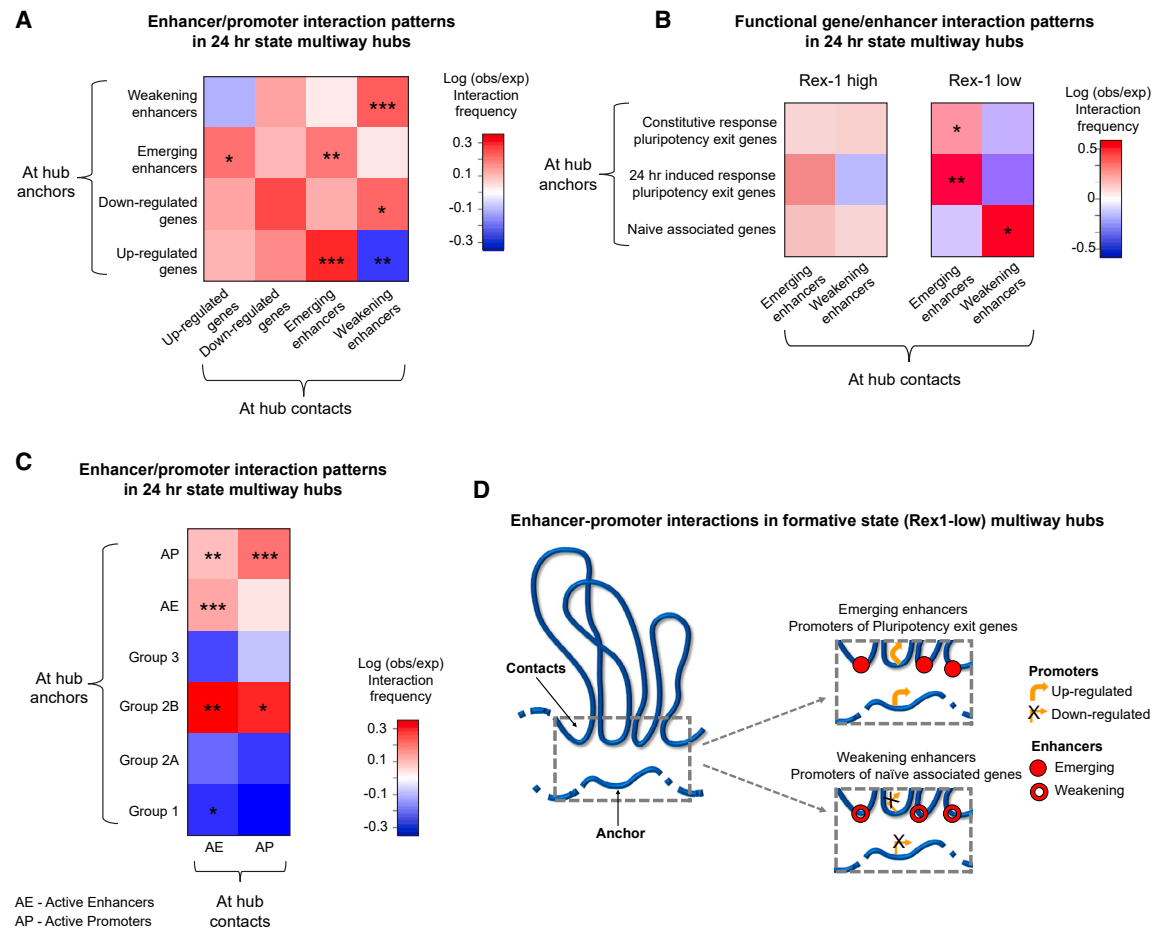 A
Enhancer/promoter interaction patterns
in 24 hr state multiway hubs
At hub
anchors
Weakening
enhancers
Emerging
enhancers
Down-regulated
genes
Up-regulated
genes
***
*
**
*
***
**
Up-regulated
genes
Down-regulated
genes
Emerging
enhancers
Weakening
enhancers
At hub contacts
Log (obs/exp)
Interaction
frequency
0.3
0.1
-0.1
-0.3
B
Functional gene/enhancer interaction patterns
in 24 hr state multiway hubs
Rex-1 high
Rex-1 low
At hub
anchors
Constitutive response
pluripotency exit genes
24 hr induced response
pluripotency exit genes
Naive associated genes
*
**
*
Emerging
enhancers
Weakening
enhancers
Emerging
enhancers
Weakening
enhancers
At hub contacts
Log (obs/exp)
Interaction
frequency
0.5
0
-0.5
C
Enhancer/promoter interaction patterns
in 24 hr state multiway hubs
At hub
anchors
AP
AE
Group 3
Group 2B
Group 2A
Group 1
**
***
***
**
*
*
AE
AP
At hub
contacts
Log (obs/exp)
Interaction
frequency
0.3
0.1
-0.1
-0.3
AE - Active Enhancers
AP - Active Promoters
D
Enhancer-promoter interactions in formative state (Rex1-low) multiway hubs
Contacts
Anchor
Emerging enhancers
Promoters of Pluripotency exit genes
Weakening enhancers
Promoters of naïve associated genes
X
X
Promoters
Up-regulated
X
Down-regulated
Enhancers
Emerging
Weakening